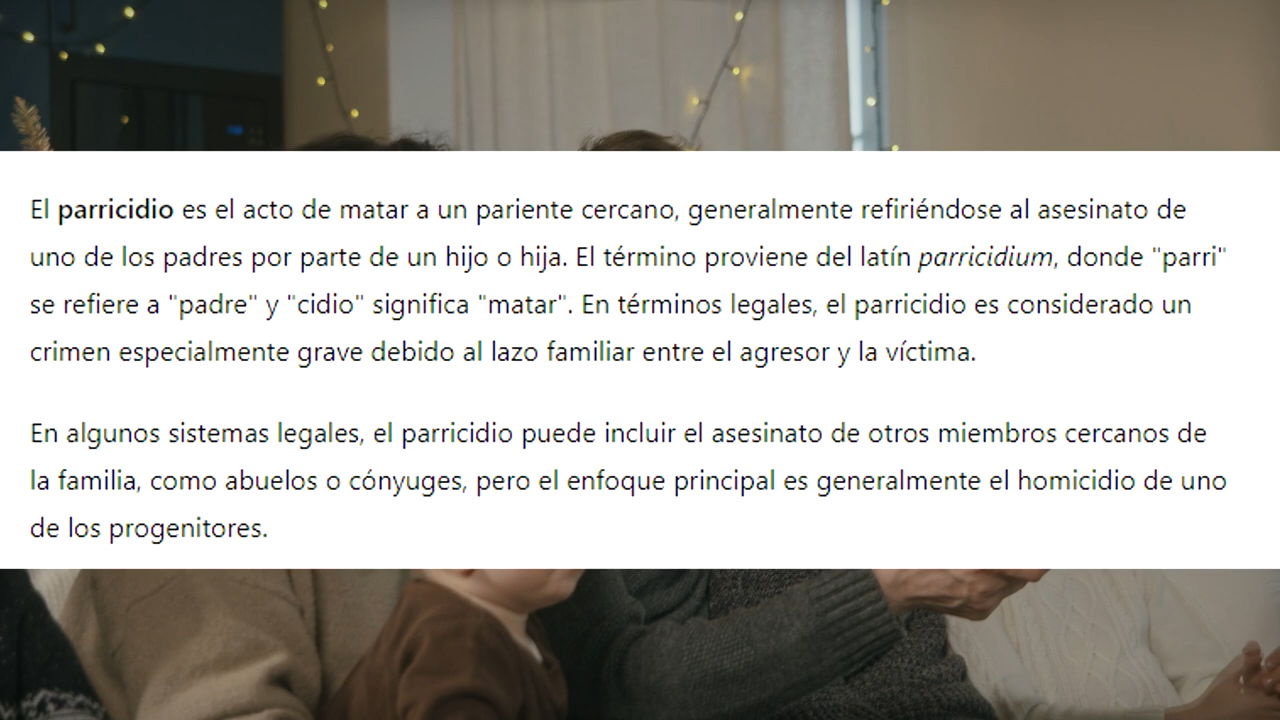 El parricidio es el acto de matar a un pariente cercano, generalmente refiriéndose al asesinato de
uno de los padres por parte de un hijo o hija. El término proviene del latín parricidium, donde "parri"
se refiere a "padre" y "cidio" significa "matar". En términos legales, el parricidio es considerado un
crimen especialmente grave debido al lazo familiar entre el agresor y la víctima.
En algunos sistemas legales, el parricidio puede incluir el asesinato de otros miembros cercanos de
la familia, como abuelos o cónyuges, pero el enfoque principal es generalmente el homicidio de uno
de los progenitores.